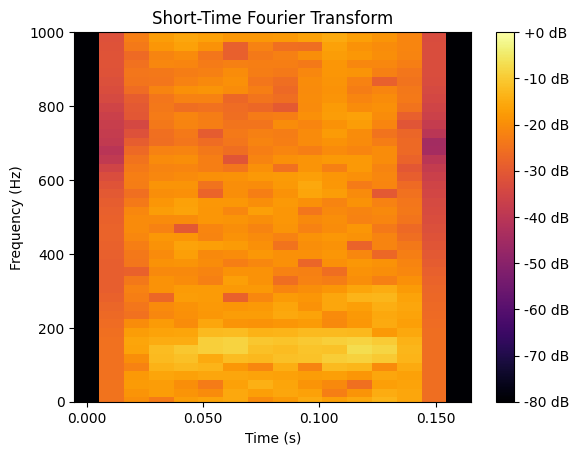 Short-Time Fourier Transform
1000
800
600
400
200
0
Frequency (Hz)
0.000
0.050
0.100
0.150
Time (s)
+0 dB
-10 dB
-20 dB
-30 dB
-40 dB
-50 dB
-60 dB
-70 dB
-80 dB